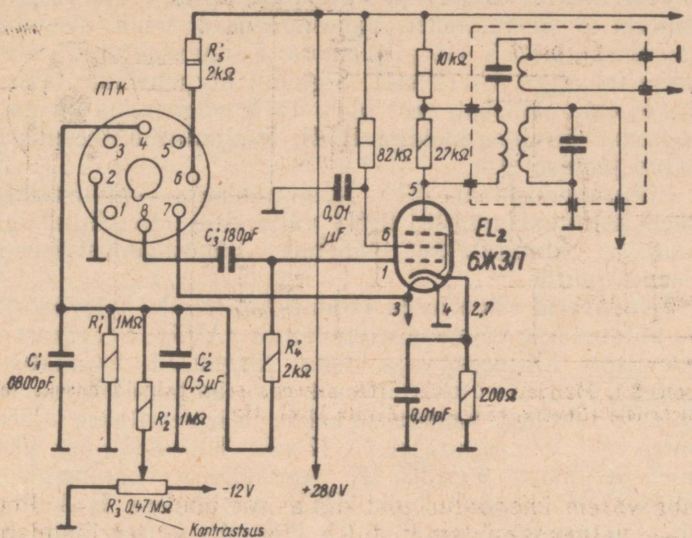 ПТК
R₅' 2kΩ
10kΩ
82kΩ
27kΩ
0,01 μF
3
4
5
2
6
1
8
7
C₃' 180pF
5
6
1
EL₂
6Ж3П
3
4
2,7
C₁' 6800pF
R₁' 1MΩ
R₂' 1MΩ
C₂' 0,5μF
R₄' 2kΩ
0,01pF
200Ω
-12V
+280V
R₃' 0,47MΩ
Kontrastsus